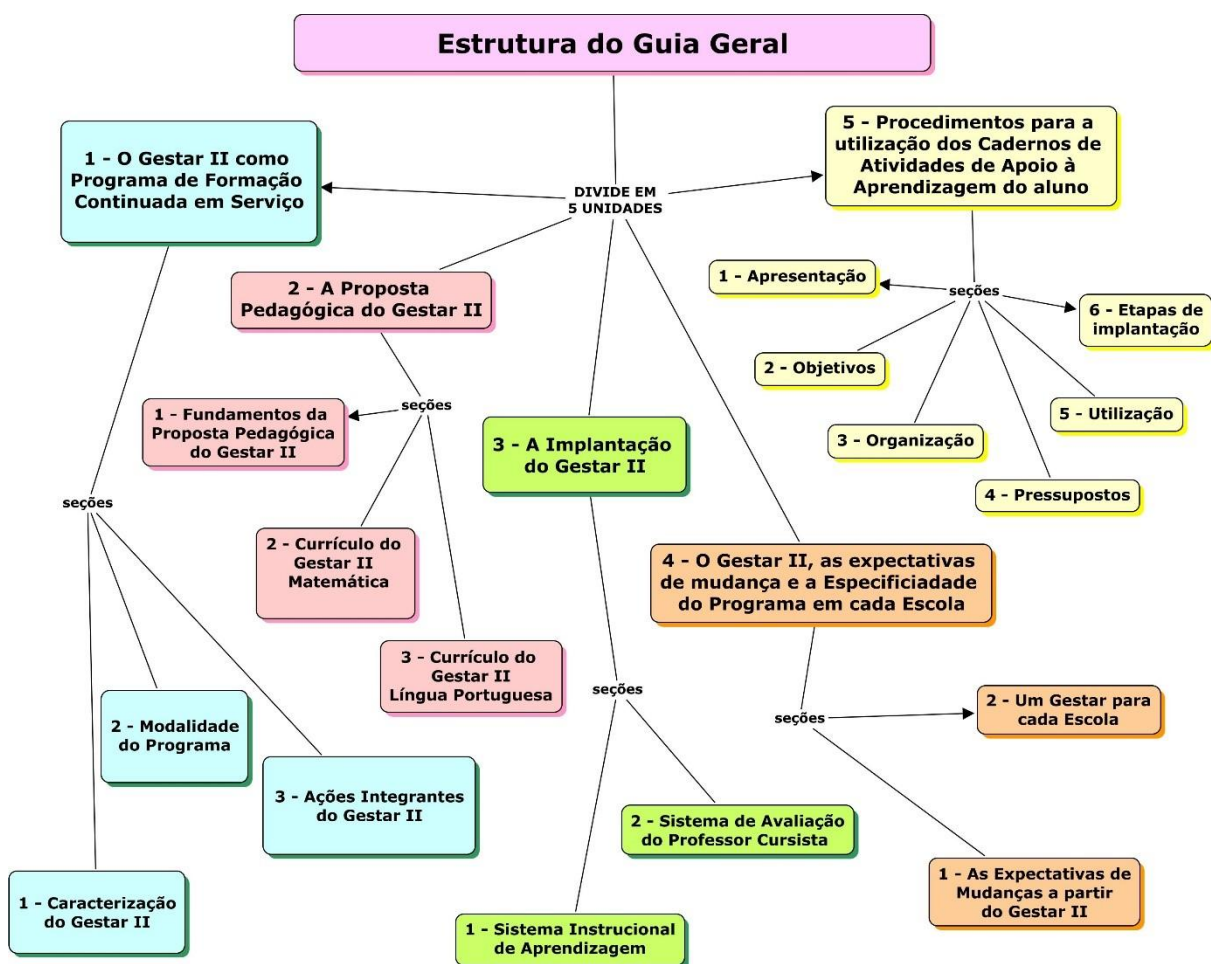 Estrutura do Guia Geral
1 - O Gestar II como
Programa de Formação
Continuada em Serviço
DIVIDE EM
5 UNIDADES
5 - Procedimentos para a
utilização dos Cadernos de
Atividades de Apoio à
Aprendizagem do aluno
2 - A Proposta
Pedagógica do Gestar II
1 - Apresentação
seções
6 - Etapas de
implantação
2 - Objetivos
5 - Utilização
3 - Organização
4 - Pressupostos
seções
1 - Fundamentos da
Proposta Pedagógica
do Gestar II
2 - Currículo do
Gestar II
Matemática
3 - Currículo do
Gestar II
Língua Portuguesa
3 - A Implantação
do Gestar II
4 - O Gestar II, as expectativas
de mudança e a Especificiadade
do Programa em cada Escola
seções
2 - Modalidade
do Programa
3 - Ações Integrantes
do Gestar II
1 - Caracterização
do Gestar II
seções
2 - Sistema de Avaliação
do Professor Cursista
1 - Sistema Instrucional
de Aprendizagem
seções
2 - Um Gestar para
cada Escola
1 - As Expectativas de
Mudanças a partir
do Gestar II